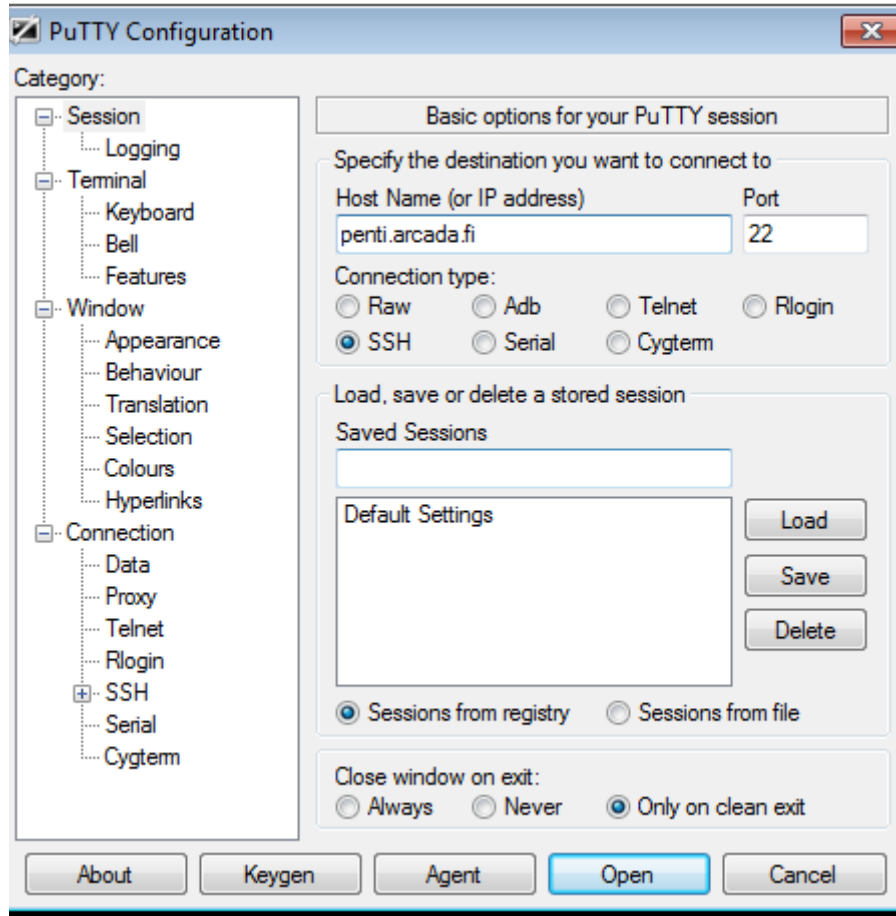 PuTTY Configuration
Category:
Session
Logging
Terminal
Keyboard
Bell
Features
Window
Appearance
Behaviour
Translation
Selection
Colours
Hyperlinks
Connection
Data
Proxy
Telnet
Rlogin
SSH
Serial
Cygterm
Basic options for your PuTTY session
Specify the destination you want to connect to
Host Name (or IP address) Port
penti.arcada.fi 22
Connection type:
Raw Adb Telnet Rlogin
SSH Serial Cygterm
Load, save or delete a stored session
Saved Sessions
Default Settings
Load
Save
Delete
Sessions from registry Sessions from file
Close window on exit:
Always Never Only on clean exit
About Keygen Agent Open Cancel